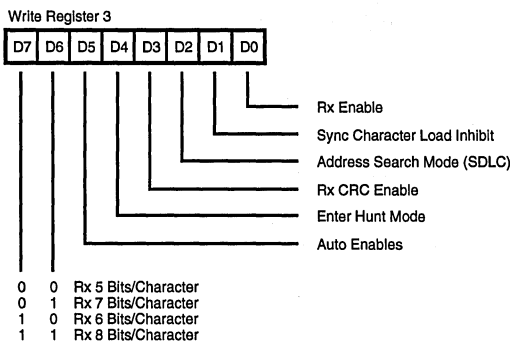 Write Register 3
D7 D6 D5 D4 D3 D2 D1 D0
Rx Enable
Sync Character Load Inhibit
Address Search Mode (SDLC)
Rx CRC Enable
Enter Hunt Mode
Auto Enables
0 0 Rx 5 Bits/Character
0 1 Rx 7 Bits/Character
1 0 Rx 6 Bits/Character
1 1 Rx 8 Bits/Character